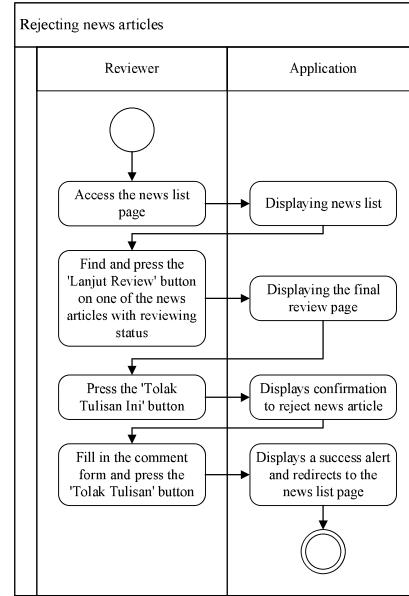 Rejecting news articles
Reviewer
Application
Access the news list
page
Displaying news list
Find and press the
'Lanjut Review' button
on one of the news
articles with reviewing
status
Displaying the final
review page
Press the 'Tolak
Tulisan Ini' button
Displays confirmation
to reject news article
Fill in the comment
form and press the
'Tolak Tulisan' button
Displays a success alert
and redirects to the
news list page